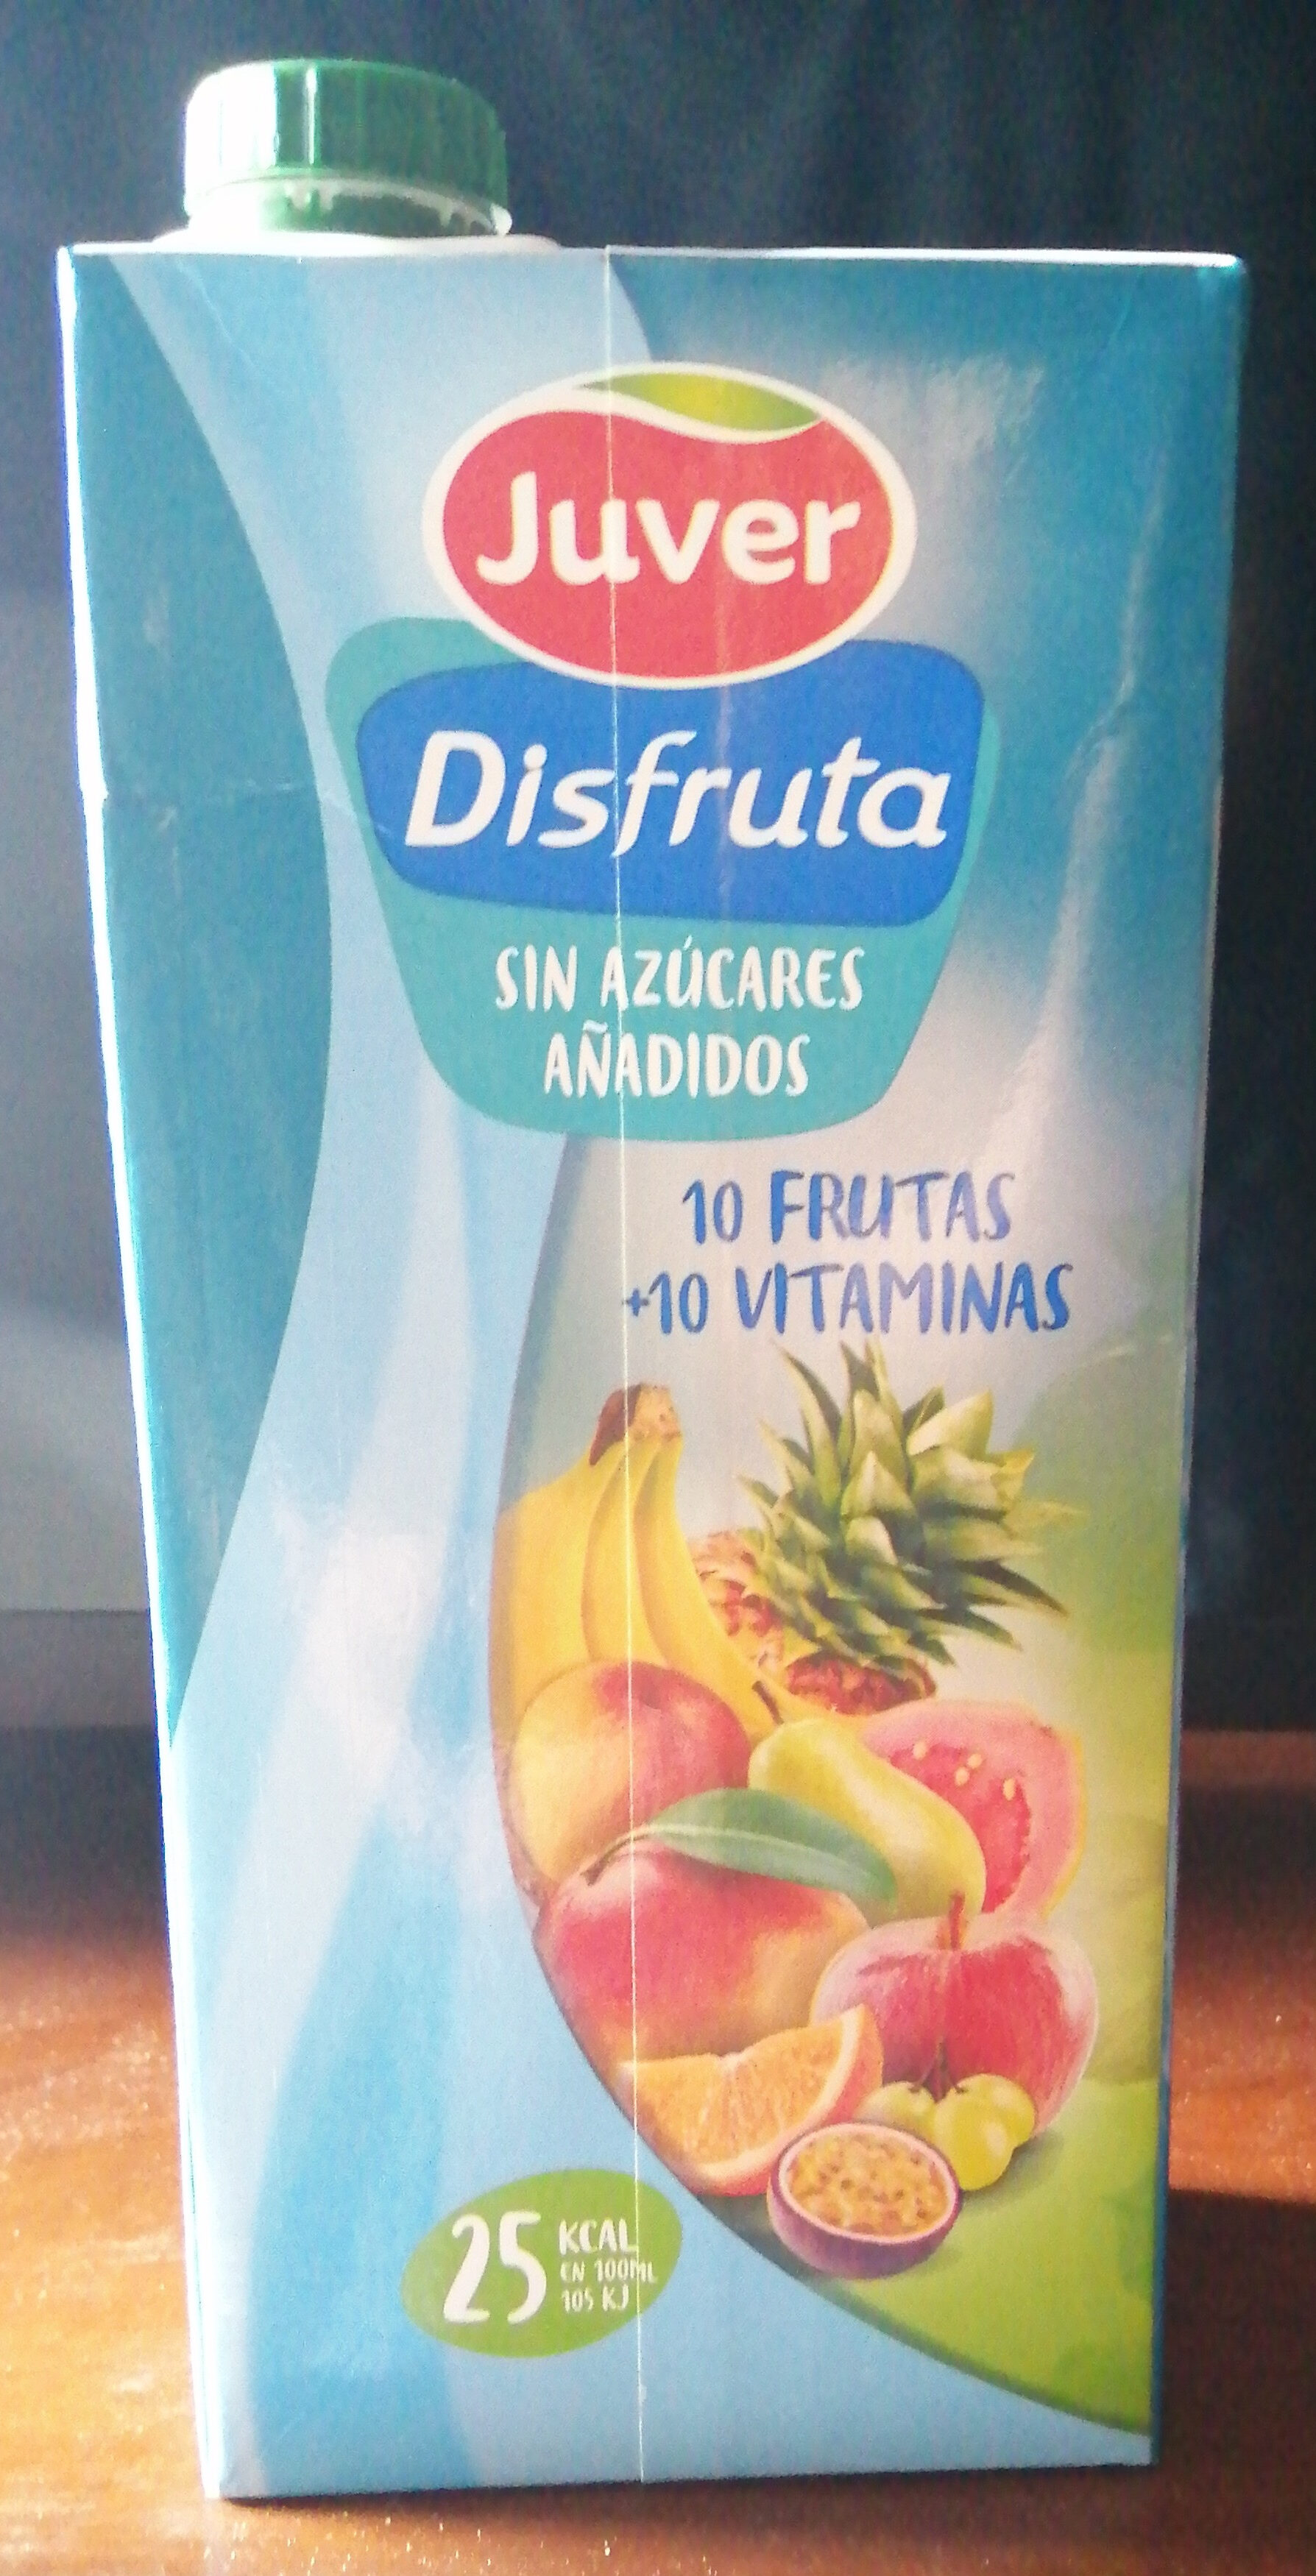 Juver
Disfruta
SIN AZÚCARES
AÑADIDOS
10 FRUTAS
+10 VITAMINAS
25 KCAL
EN 100ML
105 KJ